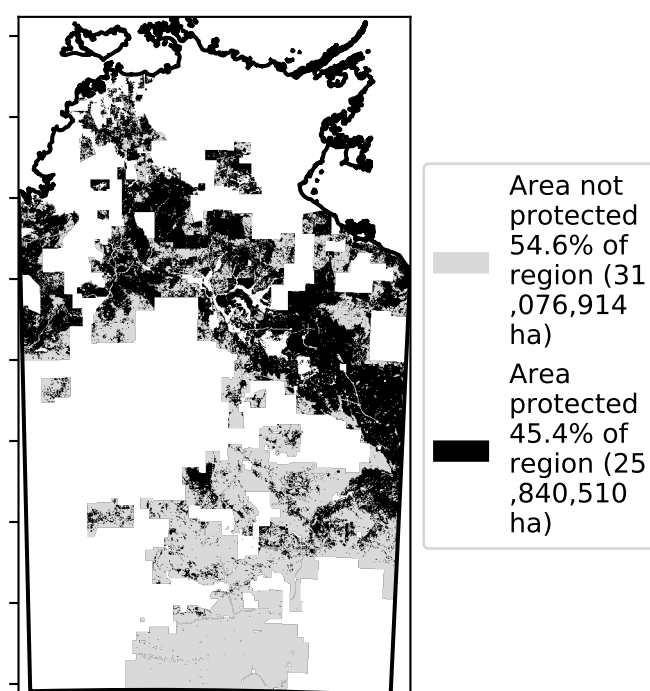 Area not
protected
54.6% of
region (31
,076,914
ha)
Area
protected
45.4% of
region (25
,840,510
ha)